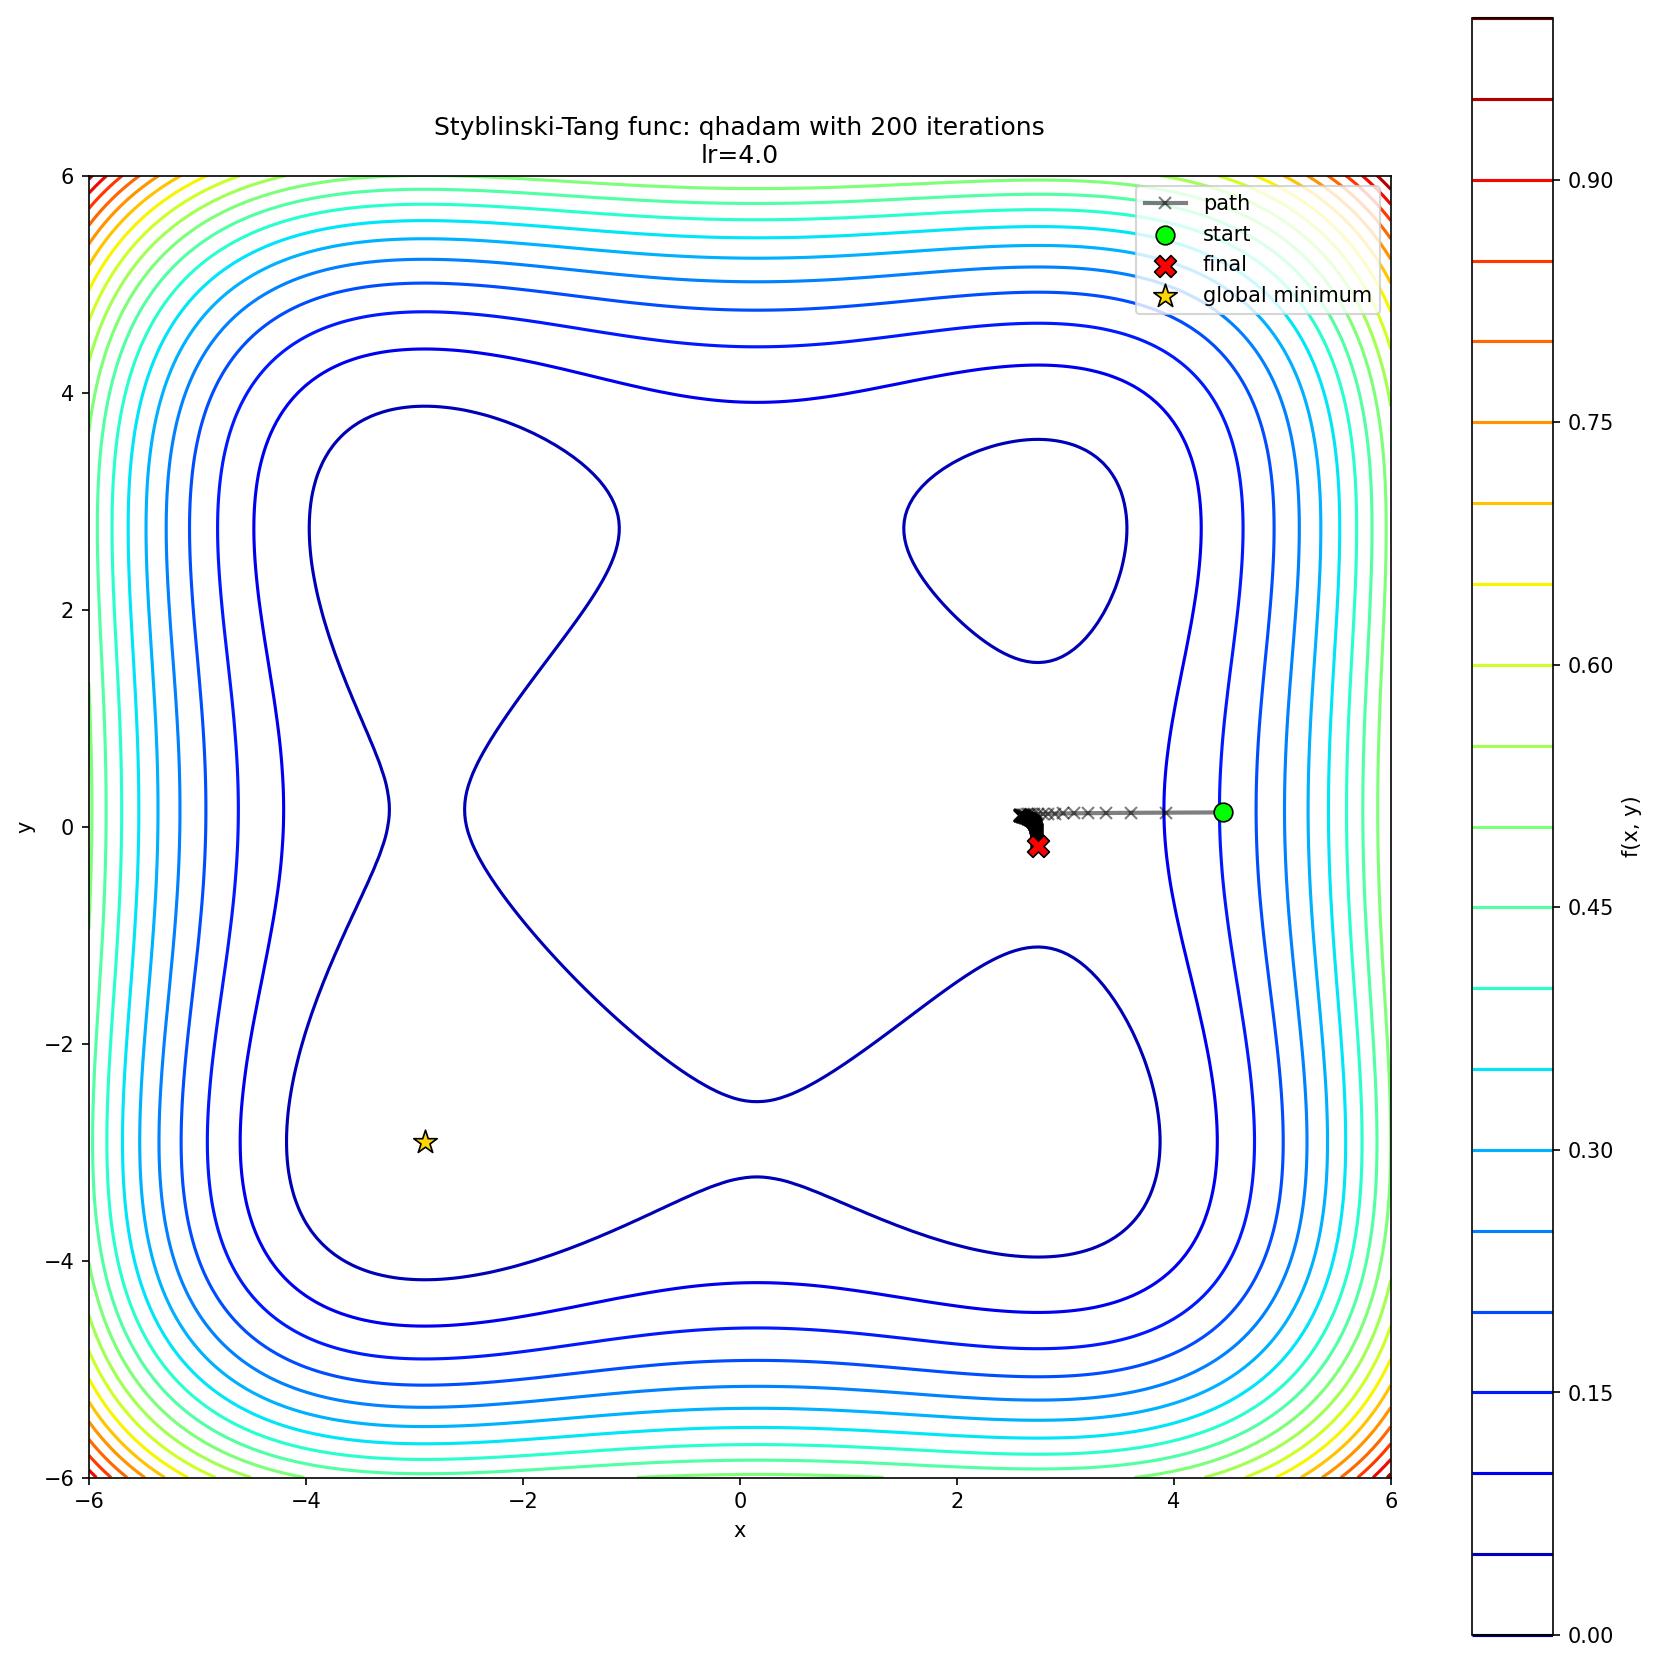 Styblinski-Tang func: qhadam with 200 iterations
lr=4.0
path
start
final
global minimum
6
4
2
0
−2
−4
−6
y
−6
−4
−2
0
2
4
6
x
0.90
0.75
0.60
0.45
0.30
0.15
0.00
f(x, y)